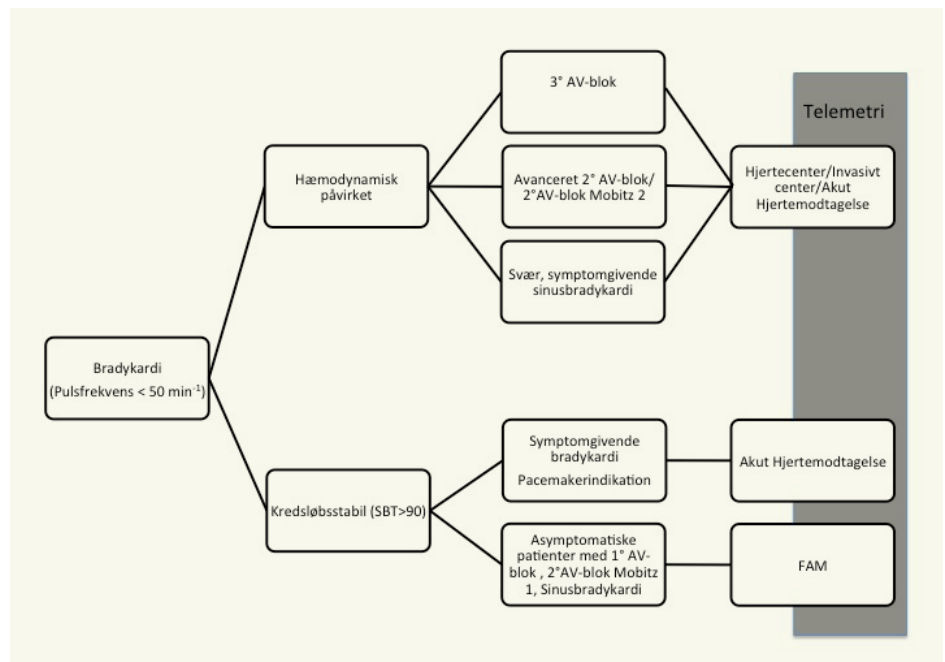 Bradykardi
(Pulsfrekvens < 50 min⁻¹)
Hæmodynamisk
påvirket
3° AV-blok
Avanceret 2° AV-blok/
2°AV-blok Mobitz 2
Svær, symptomgivende
sinusbradykardi
Telemetri
Hjertecenter/Invasivt
center/Akut
Hjertemodtagelse
Kredsløbsstabil (SBT>90)
Symptomgivende
bradykardi
Pacemakerindikation
Akut Hjertemodtagelse
Asymptomatiske
patienter med 1° AV-
blok , 2°AV-blok Mobitz
1, Sinusbradykardi
FAM